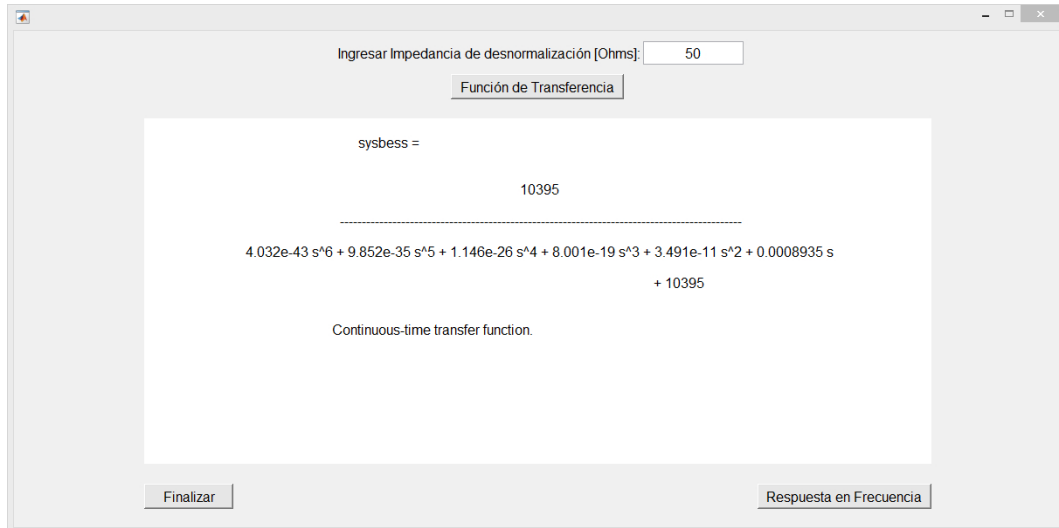 Ingresar Impedancia de desnormalización [Ohms]: 50
Función de Transferencia
sysbess =
10395
-------------------------------------------------------------------------------------------
4.032e-43 s^6 + 9.852e-35 s^5 + 1.146e-26 s^4 + 8.001e-19 s^3 + 3.491e-11 s^2 + 0.0008935 s
+ 10395
Continuous-time transfer function.
Finalizar
Respuesta en Frecuencia